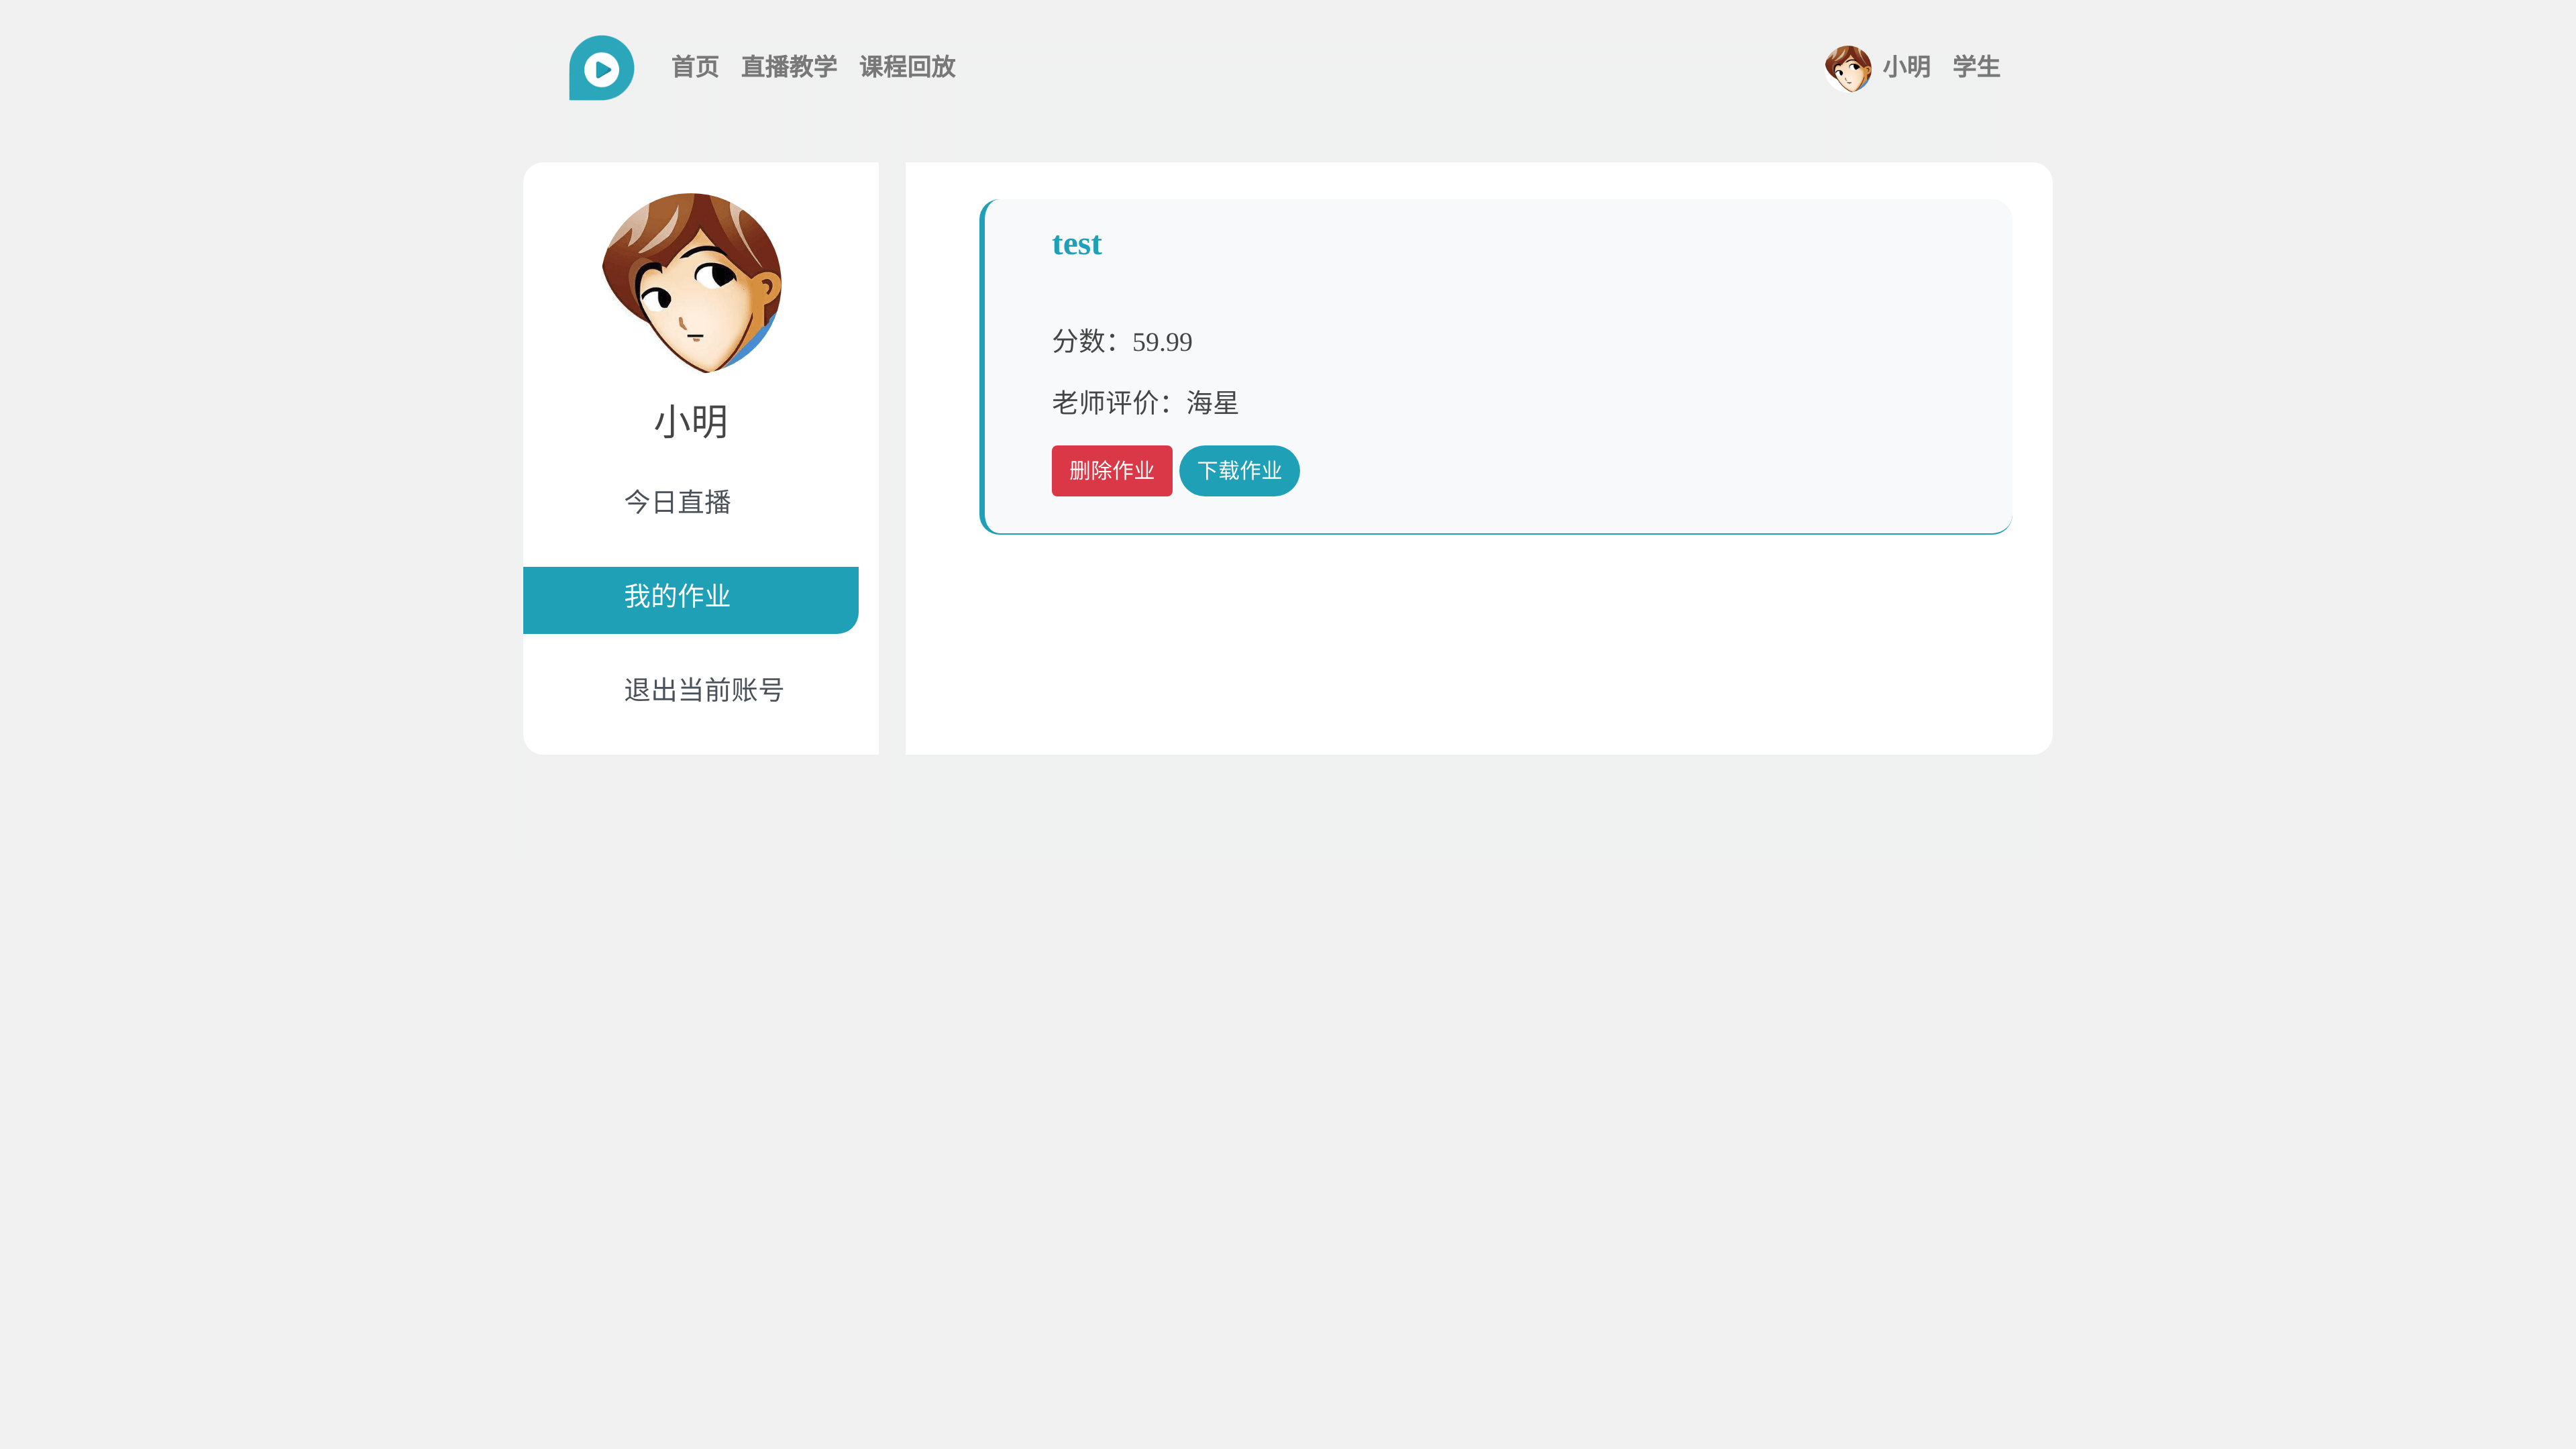 首页 直播教学 课程回放
小明 学生
小明
今日直播
我的作业
退出当前账号
test
分数：59.99
老师评价：海星
删除作业 下载作业